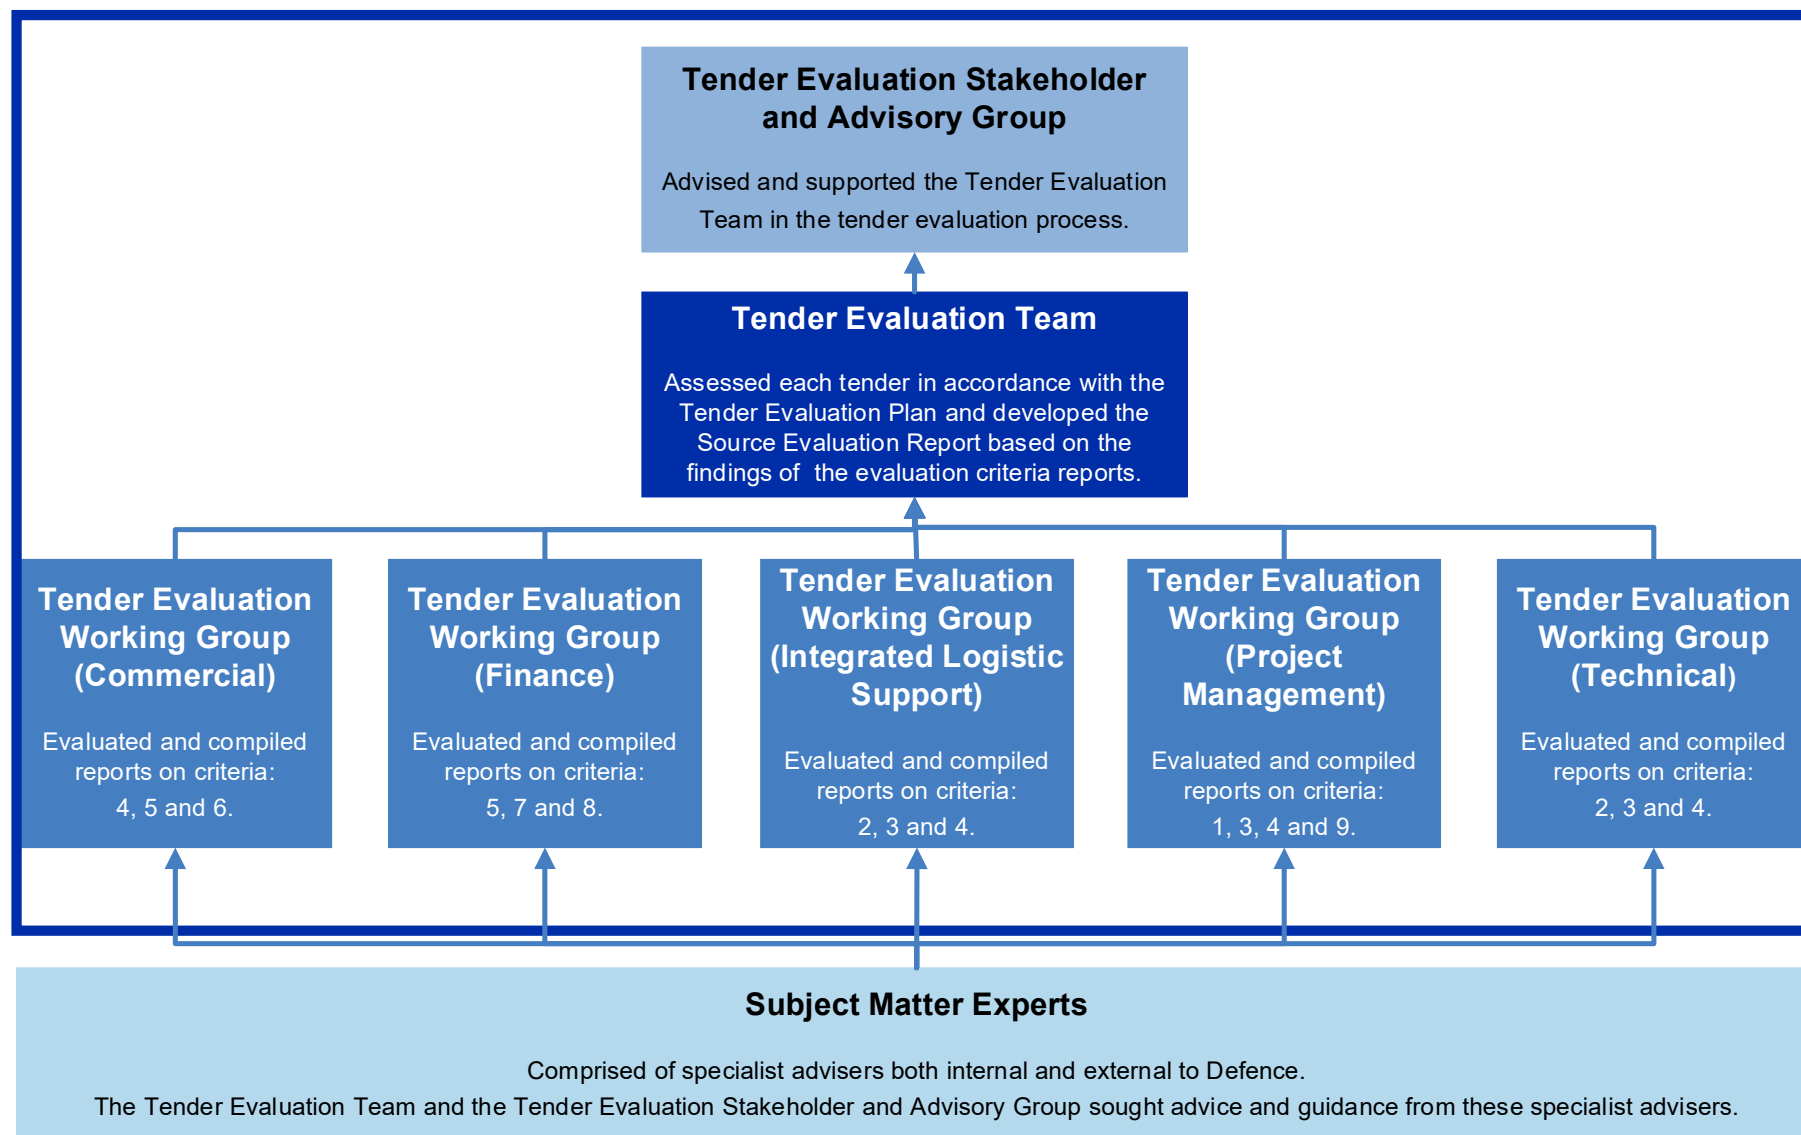 Tender Evaluation Stakeholder
and Advisory Group
Advised and supported the Tender Evaluation
Team in the tender evaluation process.
Tender Evaluation Team
Assessed each tender in accordance with the
Tender Evaluation Plan and developed the
Source Evaluation Report based on the
findings of the evaluation criteria reports.
Tender Evaluation
Working Group
(Commercial)
Evaluated and compiled
reports on criteria:
4, 5 and 6.
Tender Evaluation
Working Group
(Finance)
Evaluated and compiled
reports on criteria:
5, 7 and 8.
Tender Evaluation
Working Group
(Integrated Logistic
Support)
Evaluated and compiled
reports on criteria:
2, 3 and 4.
Tender Evaluation
Working Group
(Project
Management)
Evaluated and compiled
reports on criteria:
1, 3, 4 and 9.
Tender Evaluation
Working Group
(Technical)
Evaluated and compiled
reports on criteria:
2, 3 and 4.
Subject Matter Experts
Comprised of specialist advisers both internal and external to Defence.
The Tender Evaluation Team and the Tender Evaluation Stakeholder and Advisory Group sought advice and guidance from these specialist advisers.